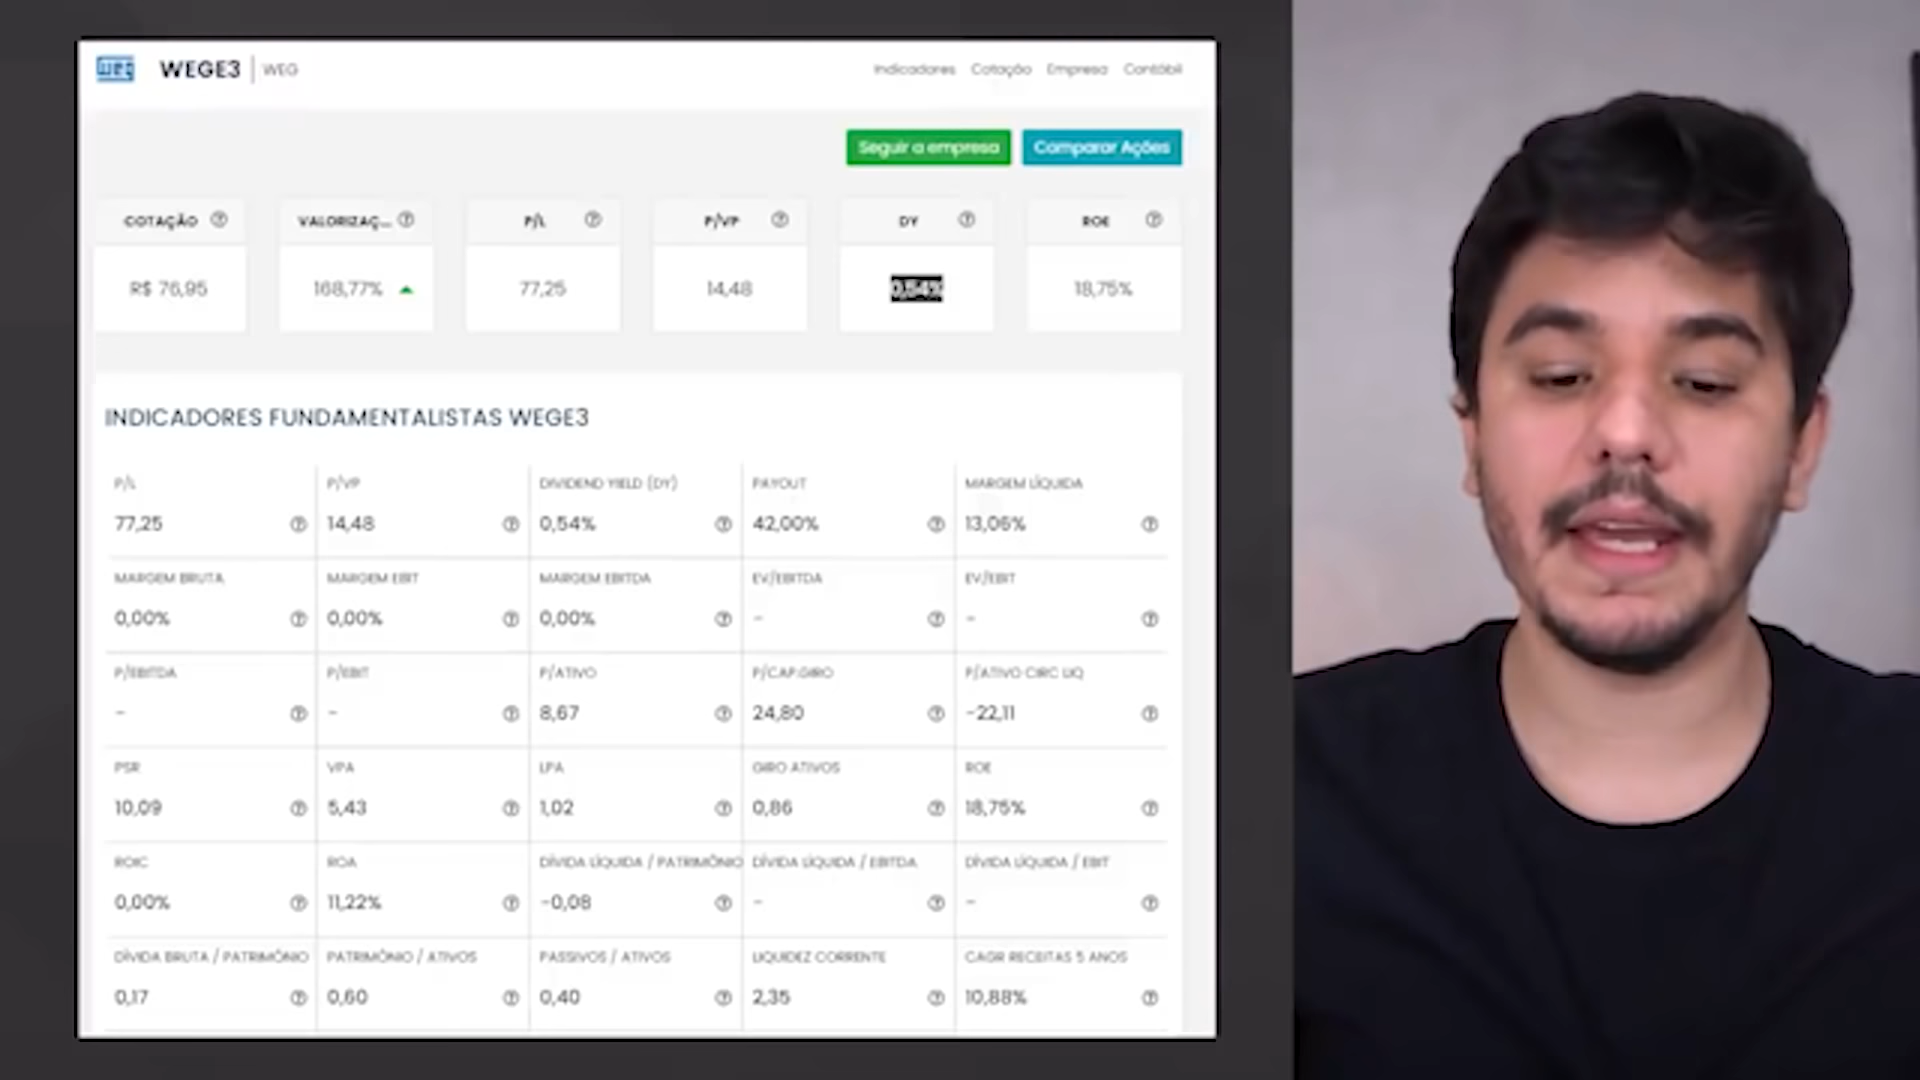 weg WEGE3 WEG Indicadores Cotação Empresa Contábil
Seguir a empresa Comparar Ações
COTAÇÃO VALORIZAÇ... P/L P/VP DY ROE
R$ 76,95 168,77% 77,25 14,48 0,54% 18,75%
INDICADORES FUNDAMENTALISTAS WEGE3
P/L P/VP DIVIDEND YIELD (DY) PAYOUT MARGEM LÍQUIDA
77,25 14,48 0,54% 42,00% 13,06%
MARGEM BRUTA MARGEM EBIT MARGEM EBITDA EV/EBITDA EV/EBIT
0,00% 0,00% 0,00% - -
P/EBITDA P/EBIT P/ATIVO P/CAP.GIRO P/ATIVO CIRC LIQ
- - 8,67 24,80 -22,11
PSR VPA LPA GIRO ATIVOS ROE
10,09 5,43 1,02 0,86 18,75%
ROIC ROA DÍVIDA LÍQUIDA / PATRIMÔNIO DÍVIDA LÍQUIDA / EBITDA DÍVIDA LÍQUIDA / EBIT
0,00% 11,22% -0,08 - -
DÍVIDA BRUTA / PATRIMÔNIO PATRIMÔNIO / ATIVOS PASSIVOS / ATIVOS LIQUIDEZ CORRENTE CAGR RECEITAS 5 ANOS
0,17 0,60 0,40 2,35 10,88%